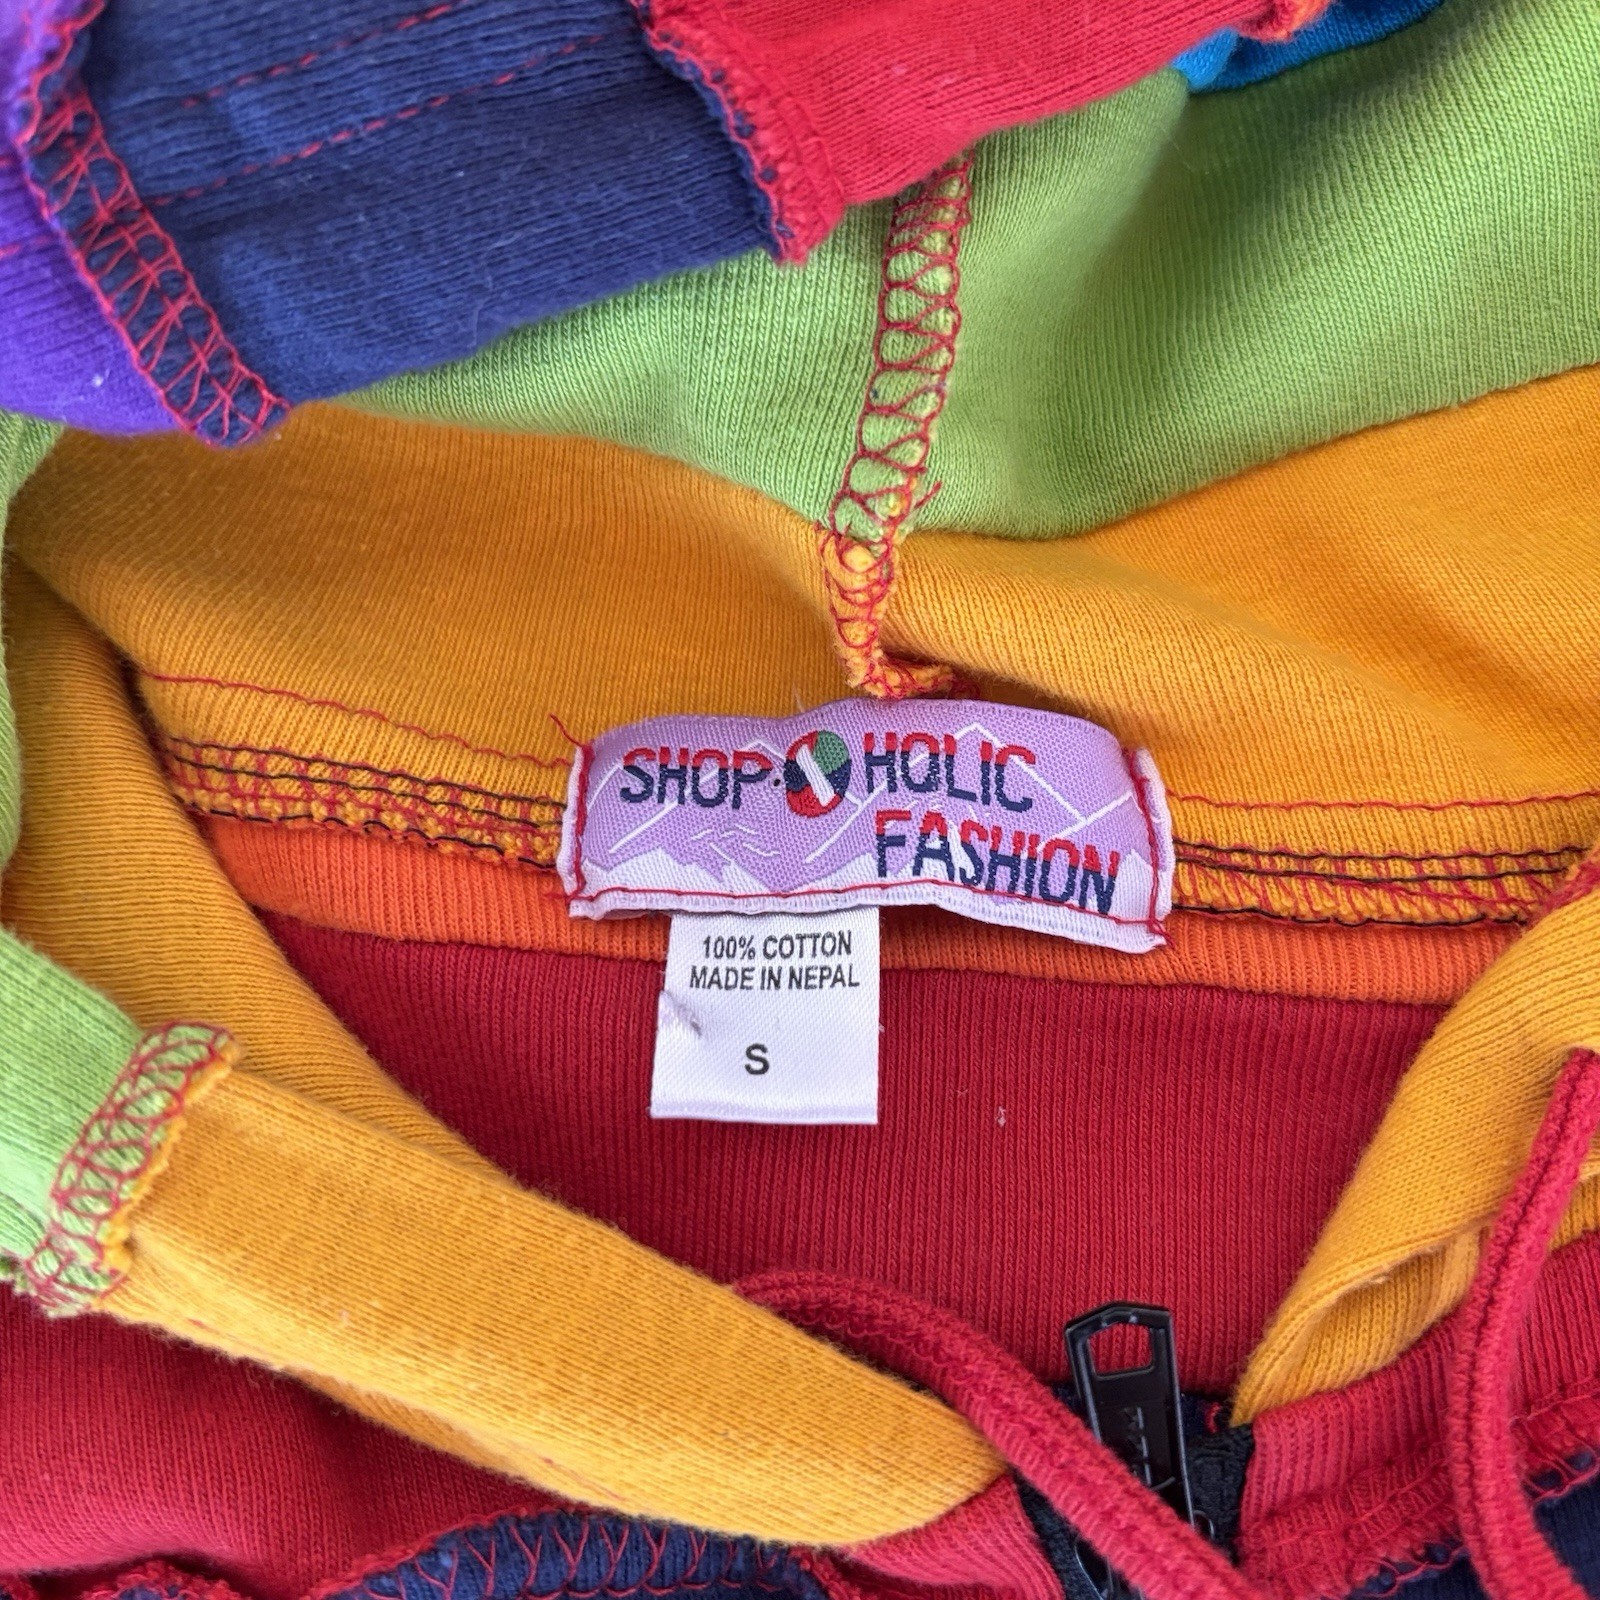 SHOP·HOLIC
FASHION
100% COTTON
MADE IN NEPAL
S